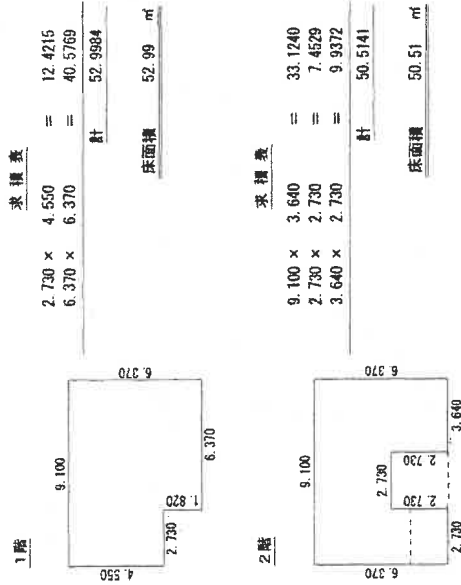 1階
9.100
4.550
6.370
2.730
1.820
6.370
求積表
2.730 × 4.550 = 12.4215
6.370 × 6.370 = 40.5769
計 52.9984
床面積 52.99 ㎡
2階
9.100
6.370
6.370
2.730
2.730
2.730
2.730
3.640
求積表
9.100 × 3.640 = 33.1240
2.730 × 2.730 = 7.4529
3.640 × 2.730 = 9.9372
計 50.5141
床面積 50.51 ㎡